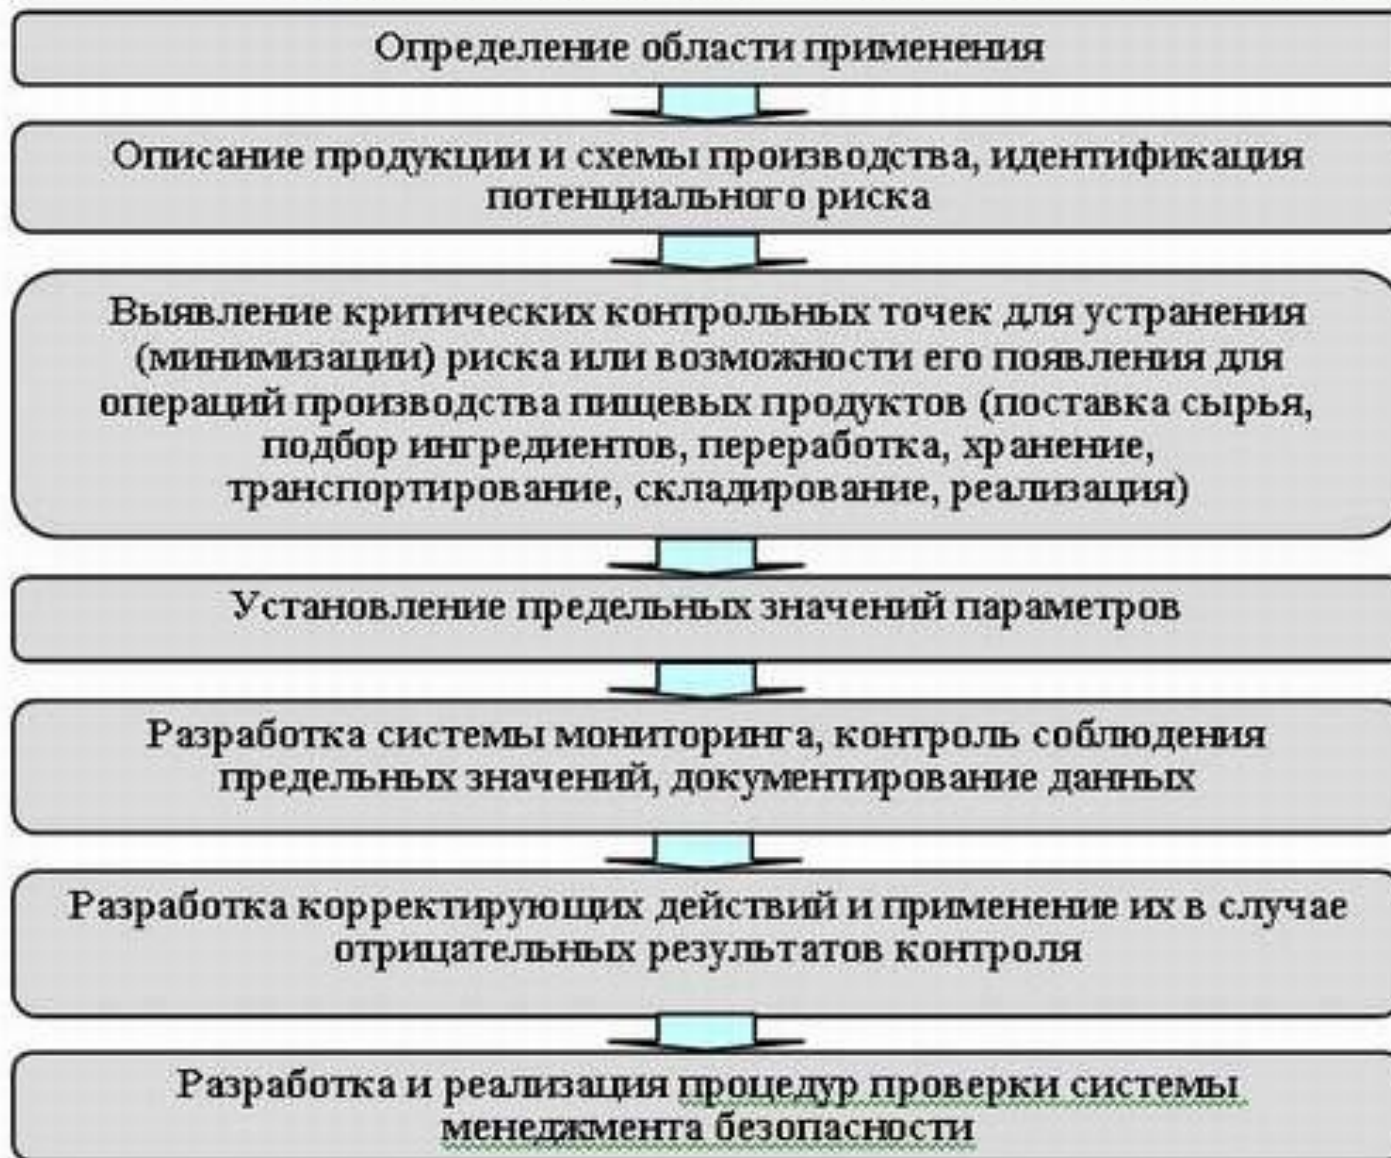 Определение области применения
Описание продукции и схемы производства, идентификация
потенциального риска
Выявление критических контрольных точек для устранения
(минимизации) риска или возможности его появления для
операций производства пищевых продуктов (поставка сырья,
подбор ингредиентов, переработка, хранение,
транспортирование, складирование, реализация)
Установление предельных значений параметров
Разработка системы мониторинга, контроль соблюдения
предельных значений, документирование данных
Разработка корректирующих действий и применение их в случае
отрицательных результатов контроля
Разработка и реализация процедур проверки системы
менеджмента безопасности